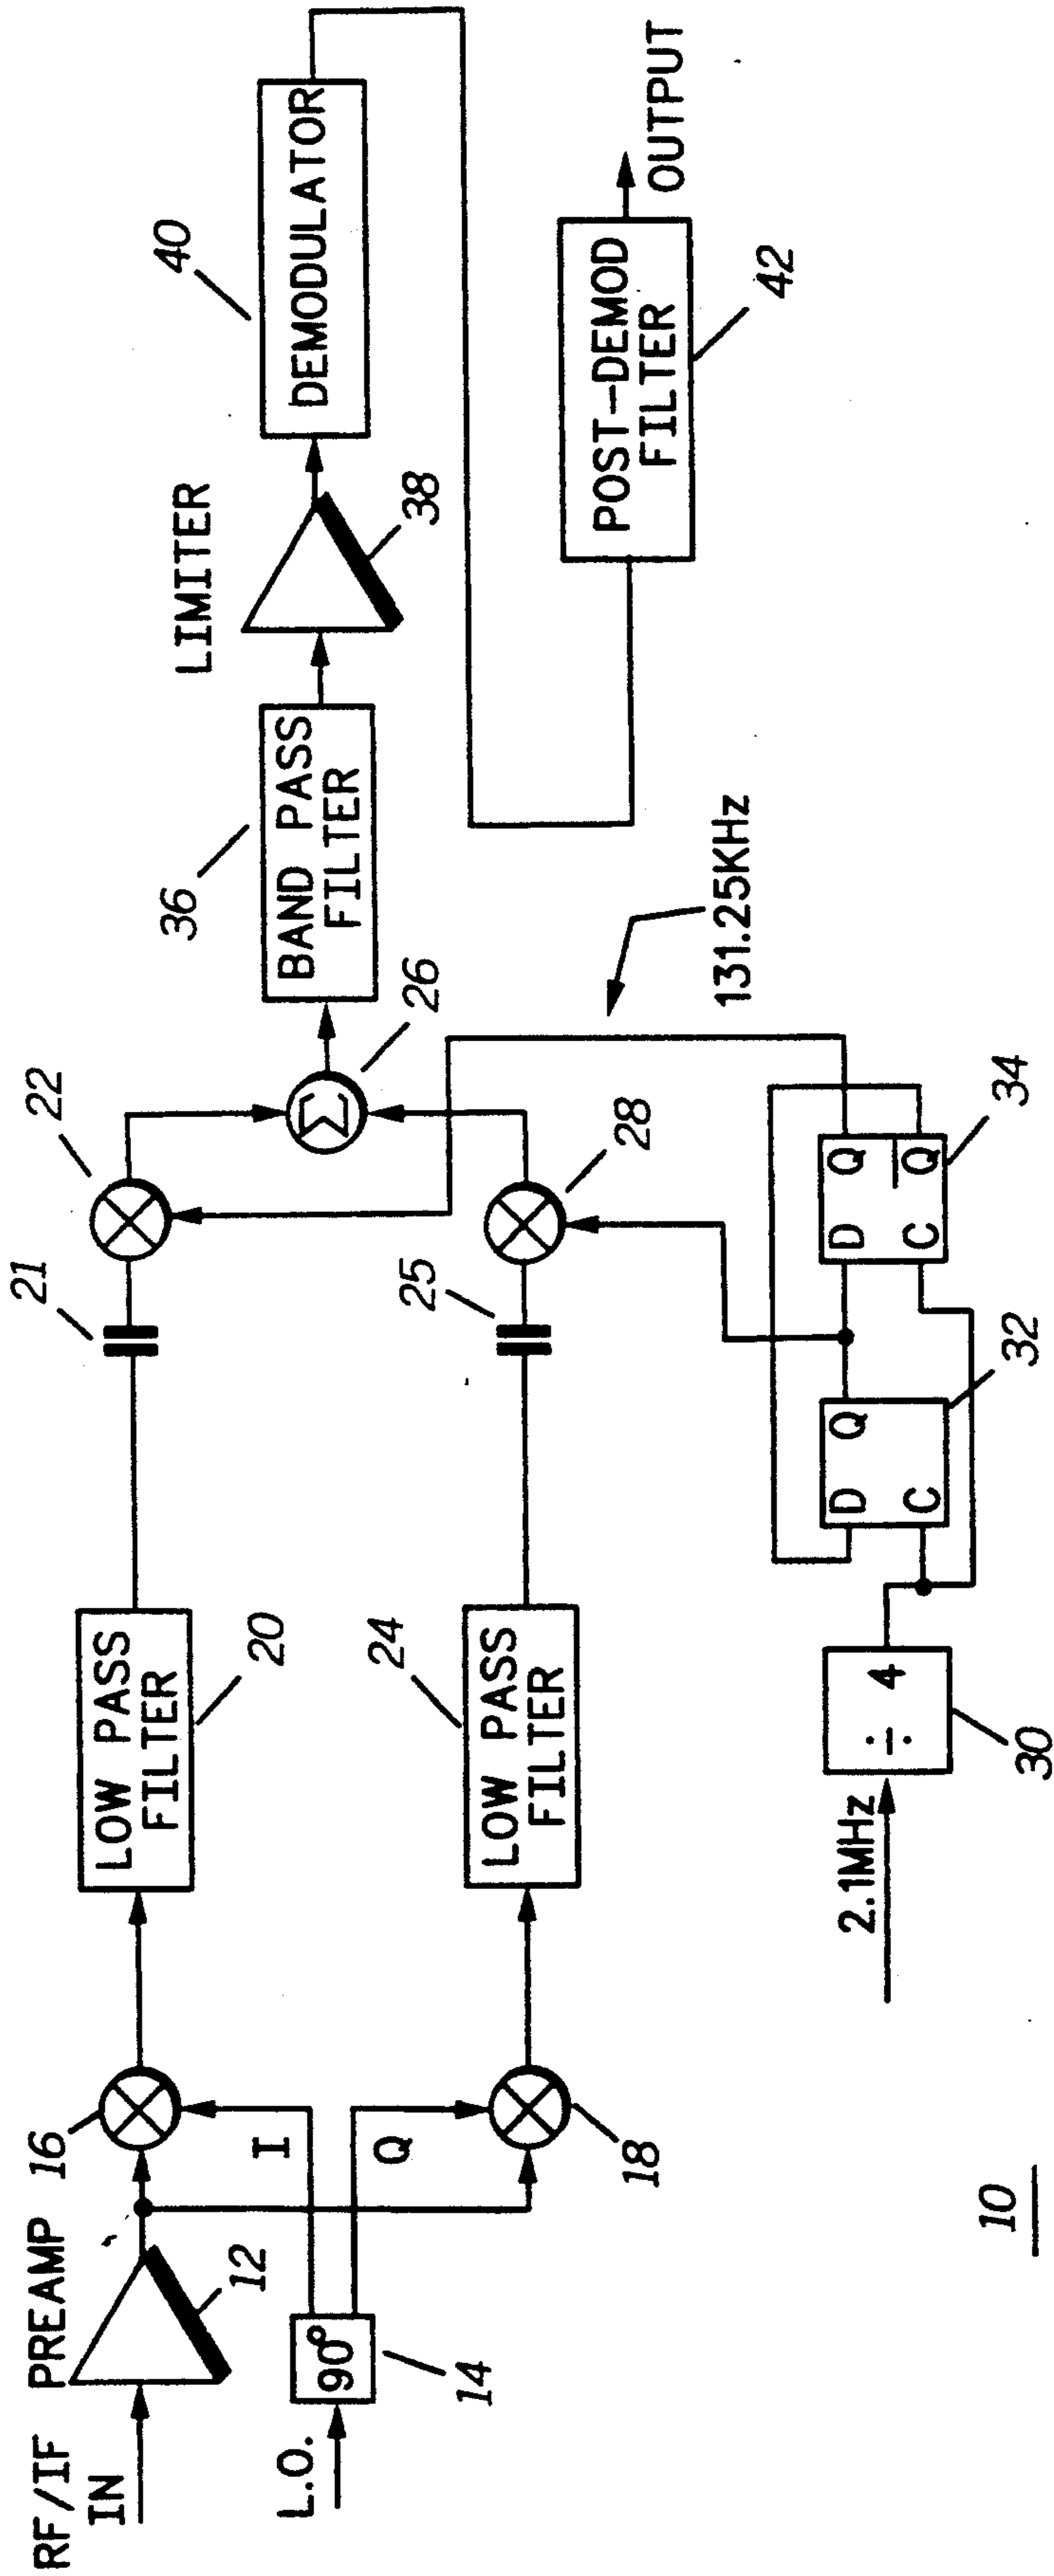 RF/IF
IN
PREAMP
12
L.O.
90°
14
I
Q
16
18
LOW PASS
FILTER
20
LOW PASS
FILTER
24
21
25
22
28
26
Σ
36
BAND PASS
FILTER
LIMITER
38
40
DEMODULATOR
POST-DEMOD
FILTER
42
OUTPUT
2.1MHz
÷ 4
30
D Q
C
32
D Q
C Q̅
34
131.25KHz
10